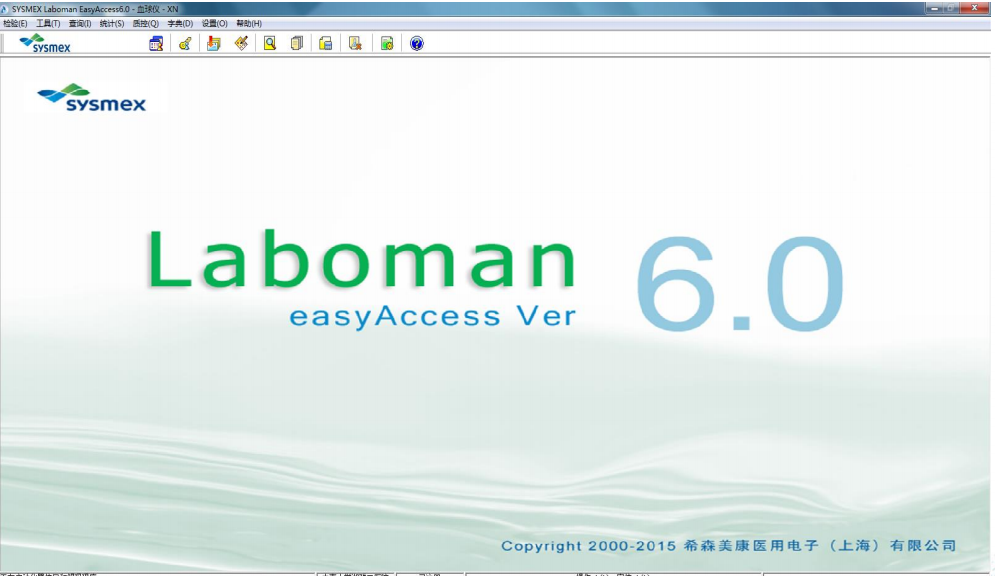 SYSMEX Laboman EasyAccess6.0 - 血球仪 - XN
检验(E) 工具(T) 查询(I) 统计(S) 质控(Q) 字典(D) 设置(O) 帮助(H)
sysmex
sysmex
Laboman 6.0
easyAccess Ver
Copyright 2000-2015 希森美康医用电子（上海）有限公司